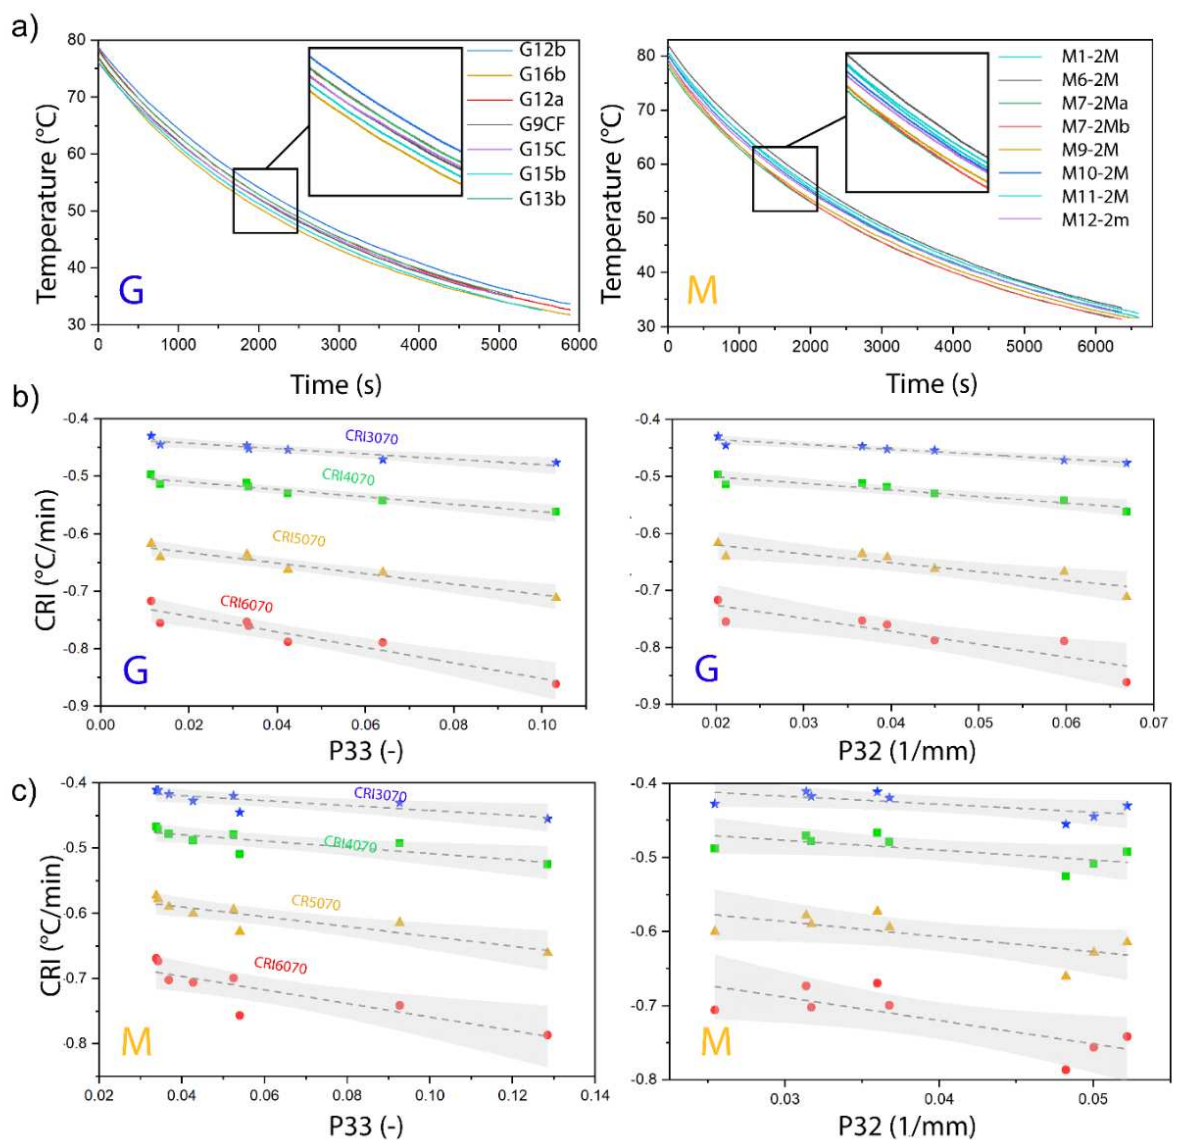 a)
80
70
60
50
40
30
Temperature (°C)
0 1000 2000 3000 4000 5000 6000
Time (s)
G12b
G16b
G12a
G9CF
G15C
G15b
G13b
G
80
70
60
50
40
30
Temperature (°C)
0 1000 2000 3000 4000 5000 6000
Time (s)
M1-2M
M6-2M
M7-2Ma
M7-2Mb
M9-2M
M10-2M
M11-2M
M12-2m
M
b)
-0.4
-0.5
-0.6
-0.7
-0.8
-0.9
CRI (°C/min)
CRI3070
CRI4070
CRI5070
CRI6070
G
0.00 0.02 0.04 0.06 0.08 0.10
P33 (-)
-0.4
-0.5
-0.6
-0.7
-0.8
-0.9
G
0.02 0.03 0.04 0.05 0.06 0.07
P32 (1/mm)
c)
-0.4
-0.5
-0.6
-0.7
-0.8
CRI (°C/min)
CRI3070
CRI4070
CR5070
CRI6070
M
0.02 0.04 0.06 0.08 0.10 0.12 0.14
P33 (-)
-0.4
-0.5
-0.6
-0.7
-0.8
M
0.03 0.04 0.05
P32 (1/mm)